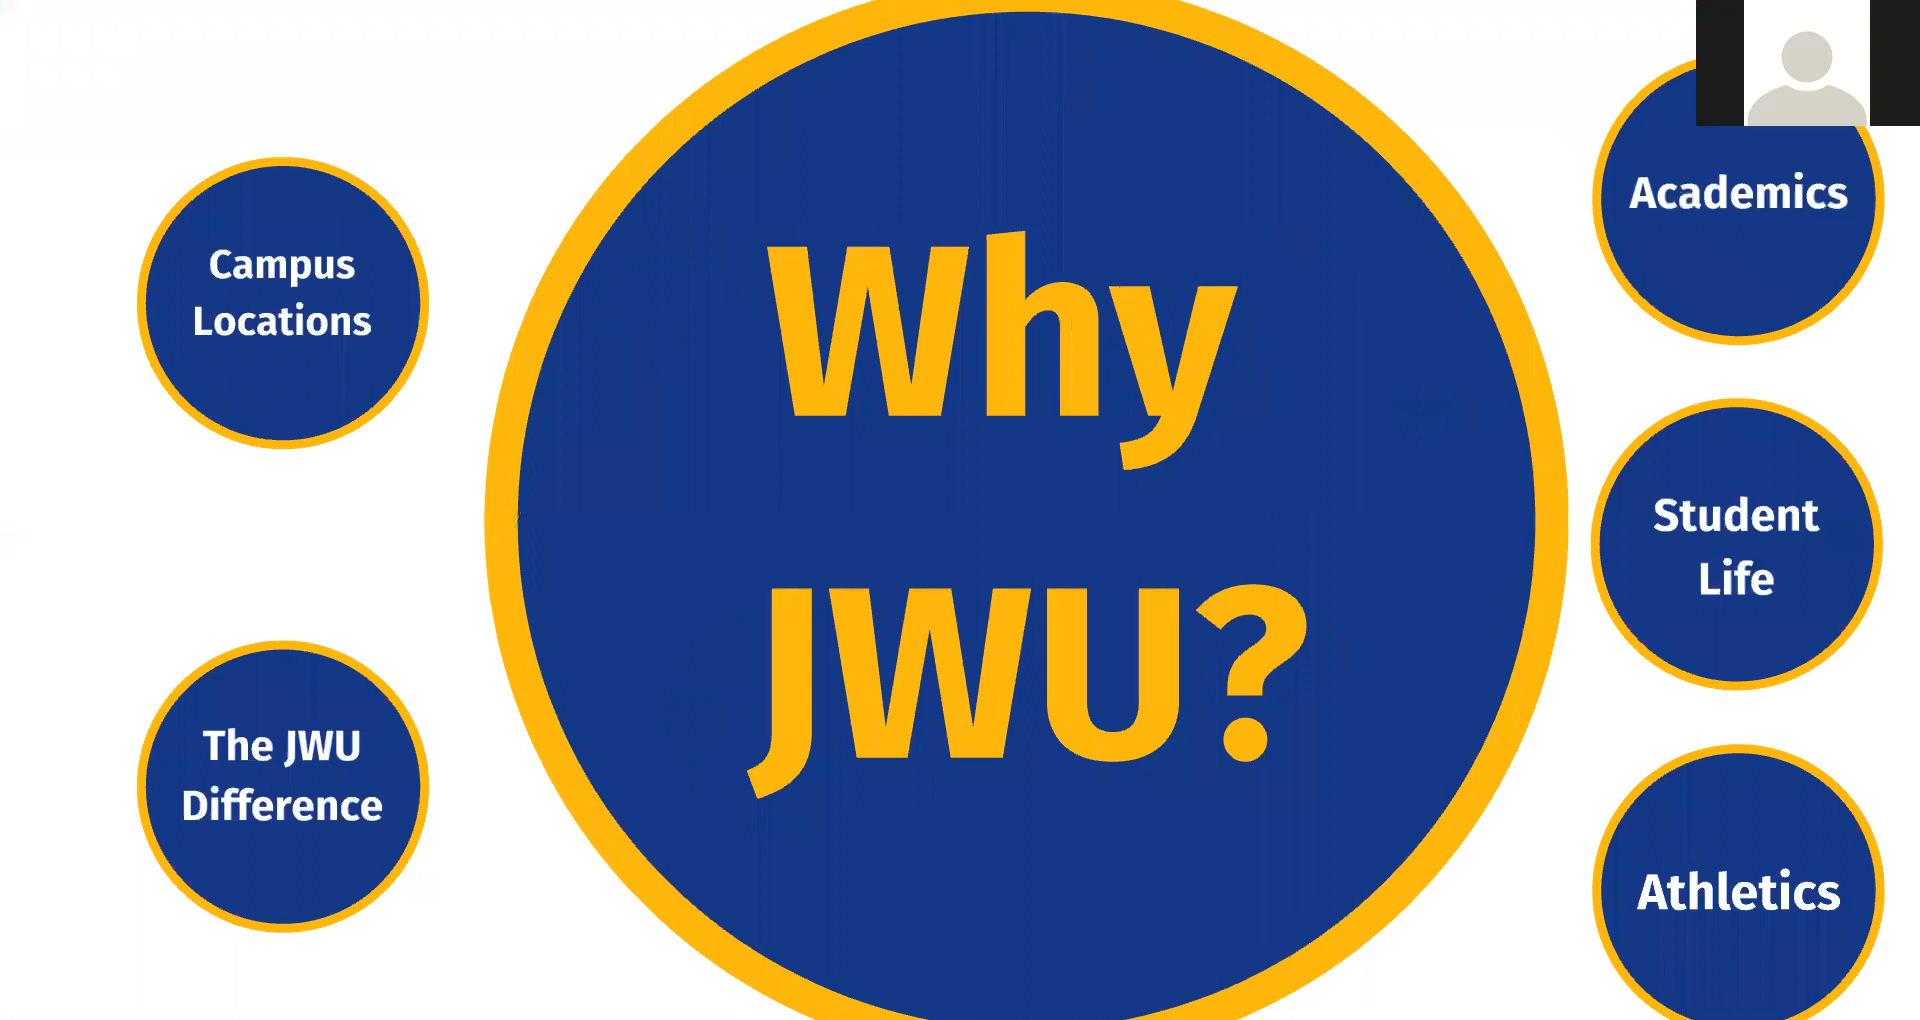 Campus
Locations
The JWU
Difference
Why
JWU?
Academics
Student
Life
Athletics